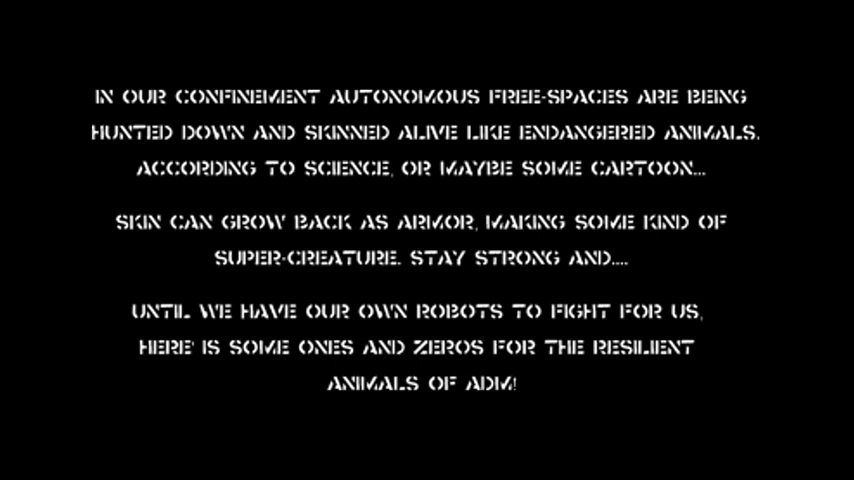 IN OUR CONFINEMENT AUTONOMOUS FREE-SPACES ARE BEING
HUNTED DOWN AND SKINNED ALIVE LIKE ENDANGERED ANIMALS.
ACCORDING TO SCIENCE, OR MAYBE SOME CARTOON...
SKIN CAN GROW BACK AS ARMOR, MAKING SOME KIND OF
SUPER-CREATURE. STAY STRONG AND....
UNTIL WE HAVE OUR OWN ROBOTS TO FIGHT FOR US,
HERE' IS SOME ONES AND ZEROS FOR THE RESILIENT
ANIMALS OF ADM!